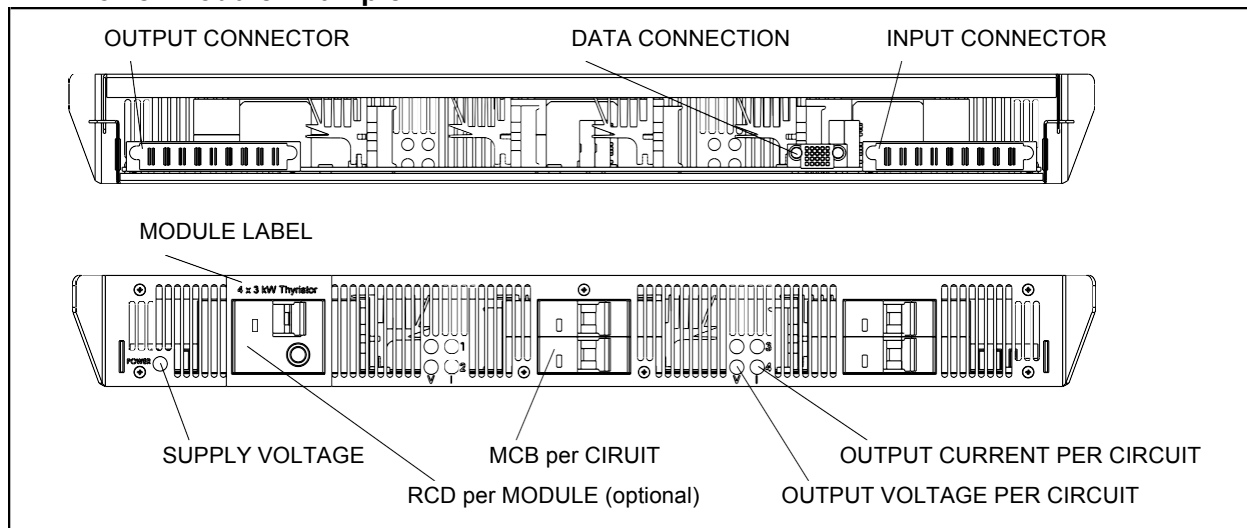 OUTPUT CONNECTOR DATA CONNECTION INPUT CONNECTOR
MODULE LABEL
4 x 3 kW Thyristor
1
3
POWER
2
4
V I
V I
SUPPLY VOLTAGE MCB per CIRUIT OUTPUT CURRENT PER CIRCUIT
RCD per MODULE (optional) OUTPUT VOLTAGE PER CIRCUIT